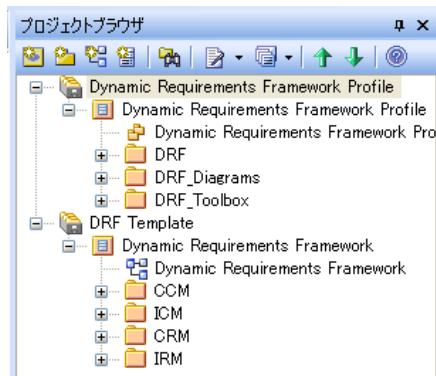 プロジェクトブラウザ
Dynamic Requirements Framework Profile
Dynamic Requirements Framework Profile
Dynamic Requirements Framework Pro
DRF
DRF_Diagrams
DRF_Toolbox
DRF Template
Dynamic Requirements Framework
Dynamic Requirements Framework
CCM
ICM
CRM
IRM